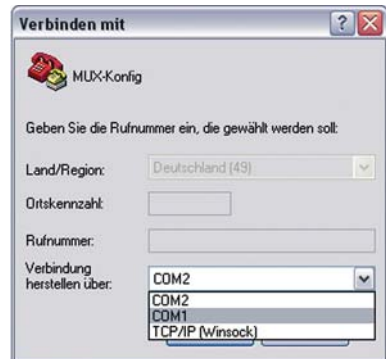 Verbinden mit
MUX-Konfig
Geben Sie die Rufnummer ein, die gewählt werden soll:
Land/Region: Deutschland (49)
Ortskennzahl:
Rufnummer:
Verbindung
herstellen über: COM2
COM2
COM1
TCP/IP (Winsock)